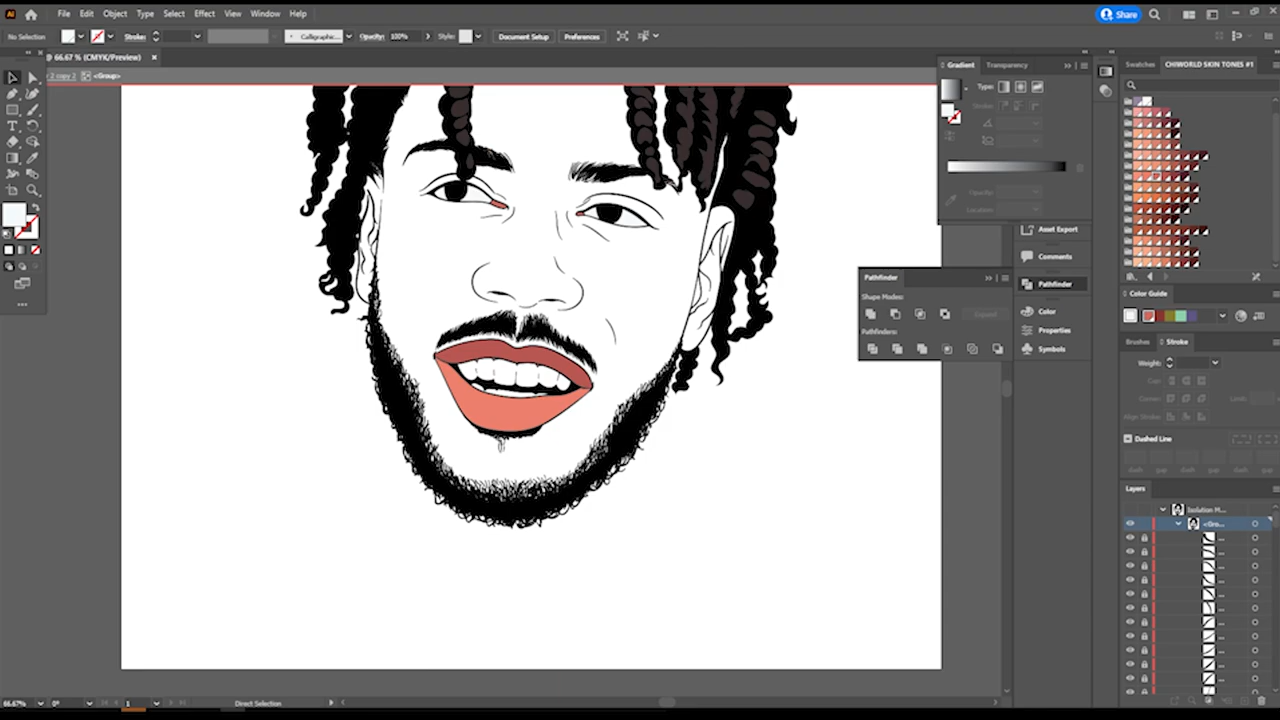 Ai File Edit Object Type Select Effect View Window Help Share
No Selection Stroke: Calligraphic... Opacity: 100% Style: Document Setup Preferences
@ 66.67 % (CMYK/Preview) ×
2 copy 2 <Group>
Gradient Transparency
Type:
Stroke:
Opacity:
Location:
Swatches CHIWORLD SKIN TONES #1
Asset Export
Comments
Pathfinder
Color
Properties
Symbols
Pathfinder
Shape Modes:
Expand
Pathfinders:
Color Guide
Brushes Stroke
Weight:
Cap:
Corner: Limit:
Align Stroke:
Dashed Line
dash gap dash gap dash gap
Layers
Isolation M...
<Gro...
66.67% 0° 1 Direct Selection